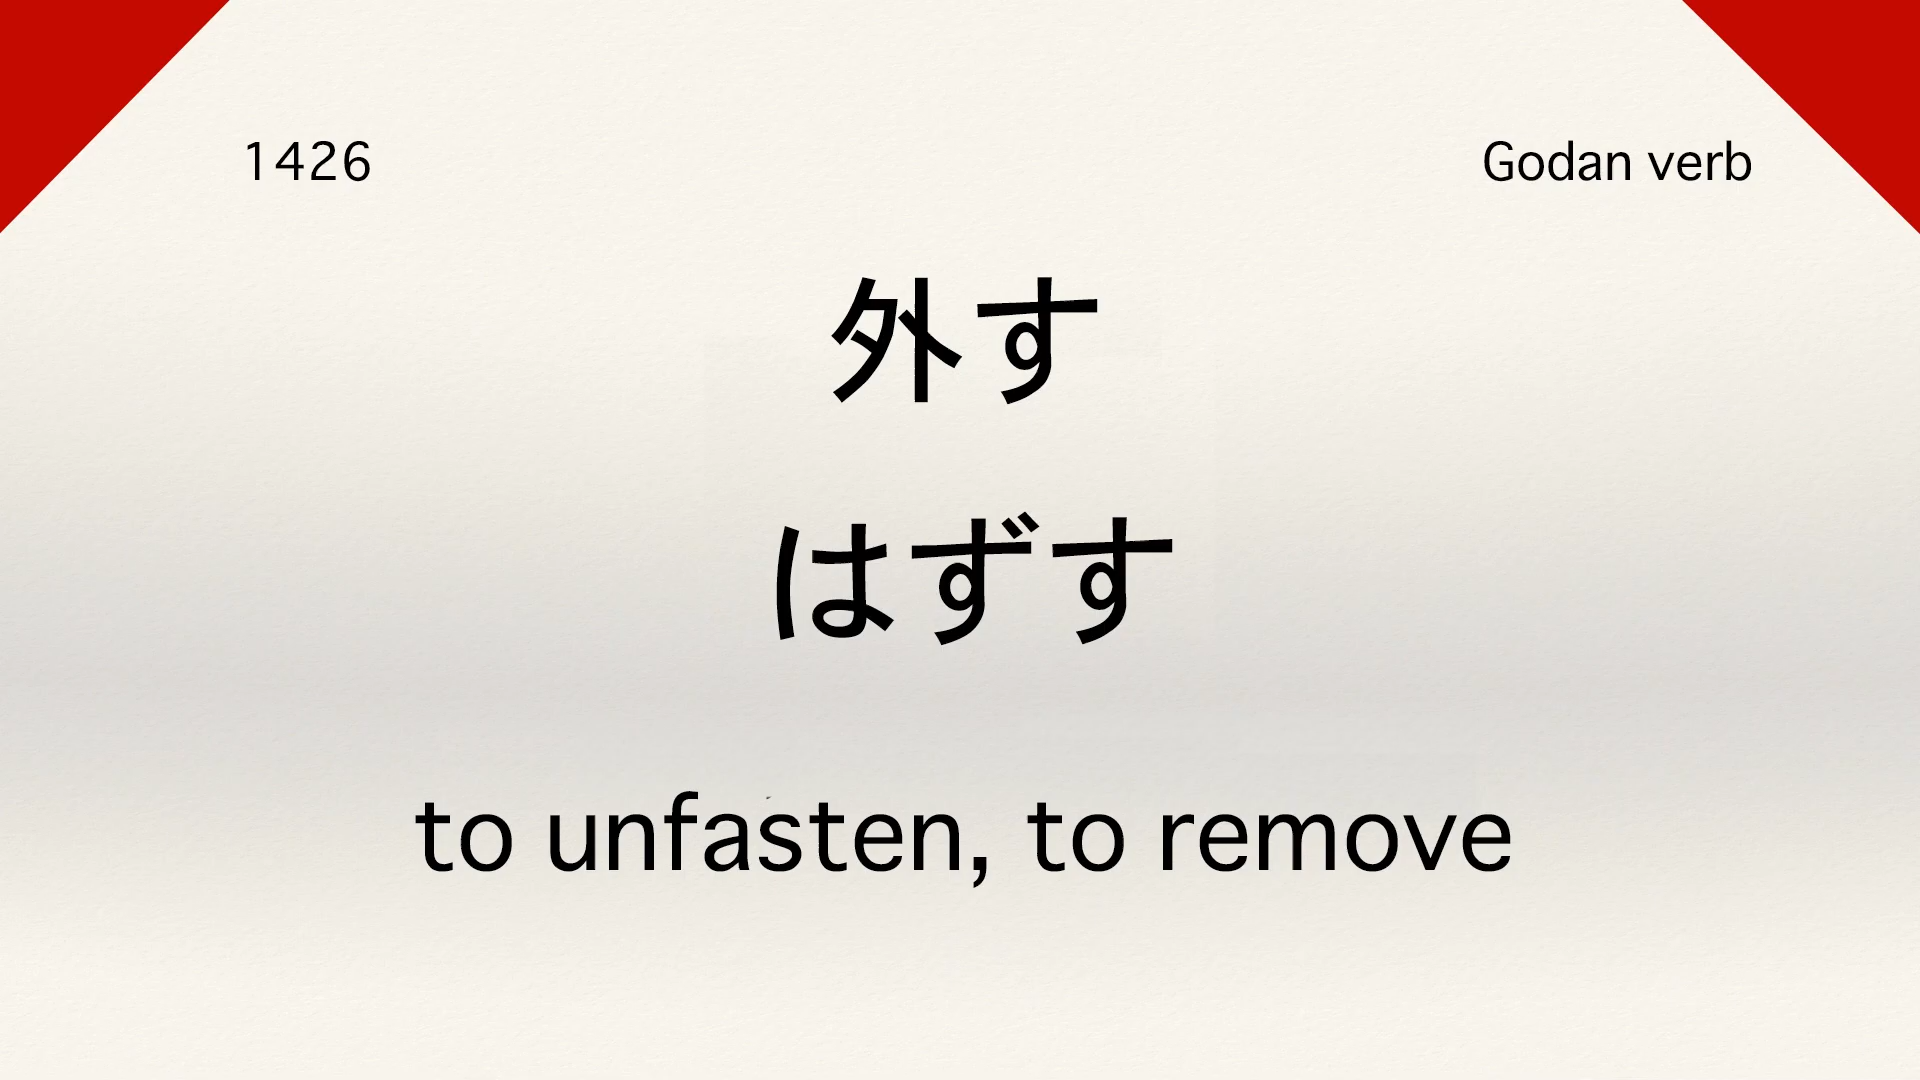 1426
Godan verb
外す
はずす
to unfasten, to remove